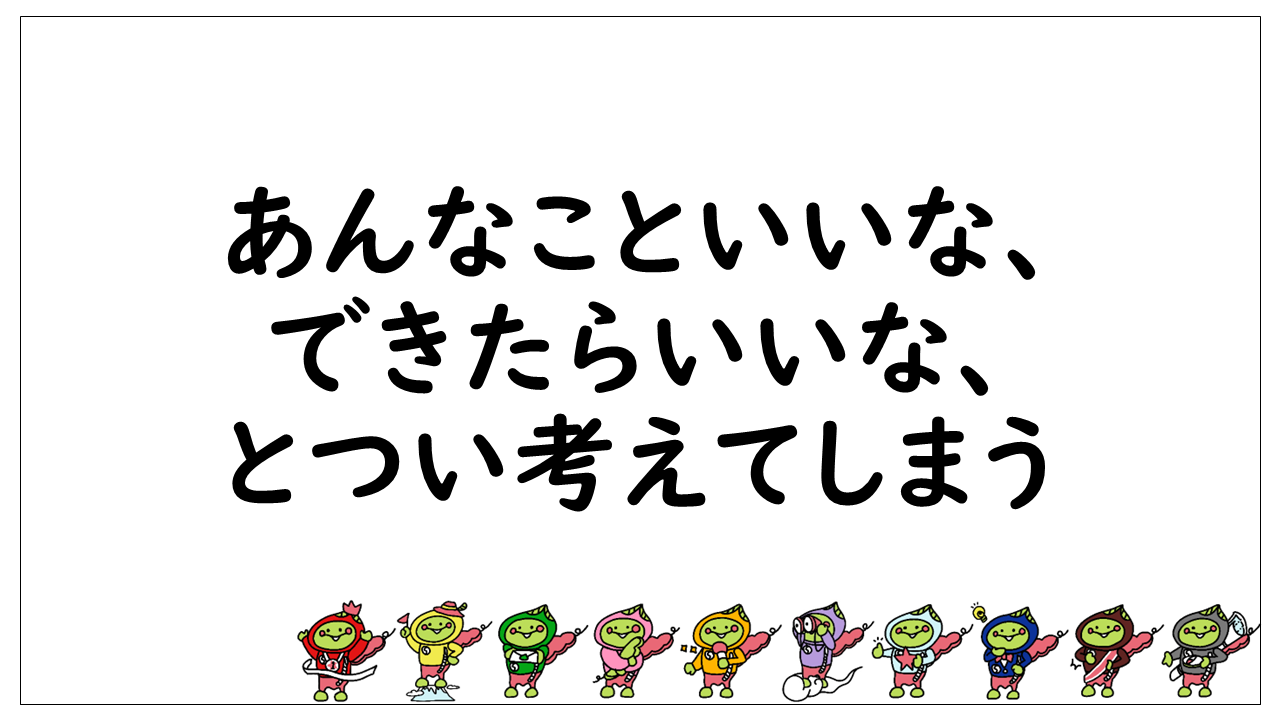 あんなこといいな、
できたらいいな、
とつい考えてしまう